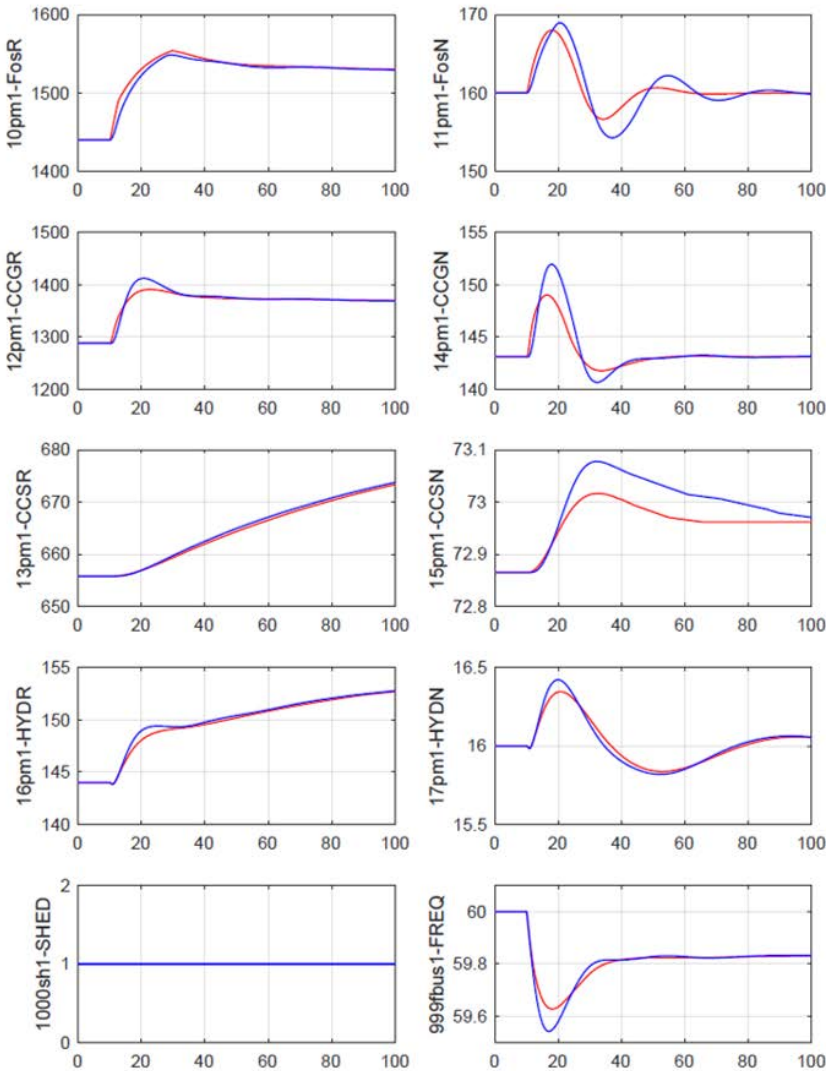 1600
1500
1400
10pm1-FosR
0 20 40 60 80 100
170
160
150
11pm1-FosN
0 20 40 60 80 100
1500
1400
1300
1200
12pm1-CCGR
0 20 40 60 80 100
155
150
145
140
14pm1-CCGN
0 20 40 60 80 100
680
670
660
650
13pm1-CCSR
0 20 40 60 80 100
73.1
73
72.9
72.8
15pm1-CCSN
0 20 40 60 80 100
155
150
145
140
16pm1-HYDR
0 20 40 60 80 100
16.5
16
15.5
17pm1-HYDN
0 20 40 60 80 100
2
1
0
1000sh1-SHED
0 20 40 60 80 100
60
59.8
59.6
999fbus1-FREQ
0 20 40 60 80 100